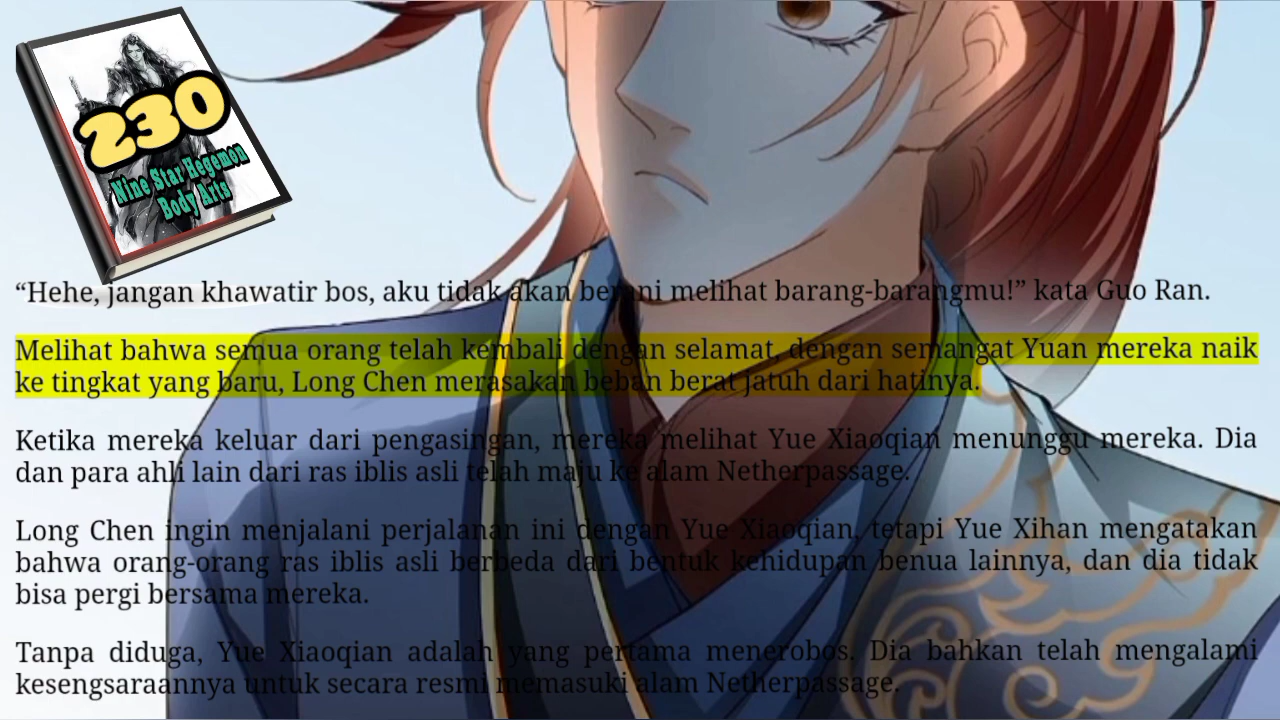 230
Nine Star Hegemon
Body Arts
“Hehe, jangan khawatir bos, aku tidak akan berani melihat barang-barangmu!” kata Guo Ran.
Melihat bahwa semua orang telah kembali dengan selamat, dengan semangat Yuan mereka naik
ke tingkat yang baru, Long Chen merasakan beban berat jatuh dari hatinya.
Ketika mereka keluar dari pengasingan, mereka melihat Yue Xiaoqian menunggu mereka. Dia
dan para ahli lain dari ras iblis asli telah maju ke alam Netherpassage.
Long Chen ingin menjalani perjalanan ini dengan Yue Xiaoqian, tetapi Yue Xihan mengatakan
bahwa orang-orang ras iblis asli berbeda dari bentuk kehidupan benua lainnya, dan dia tidak
bisa pergi bersama mereka.
Tanpa diduga, Yue Xiaoqian adalah yang pertama menerobos. Dia bahkan telah mengalami
kesengsaraannya untuk secara resmi memasuki alam Netherpassage.